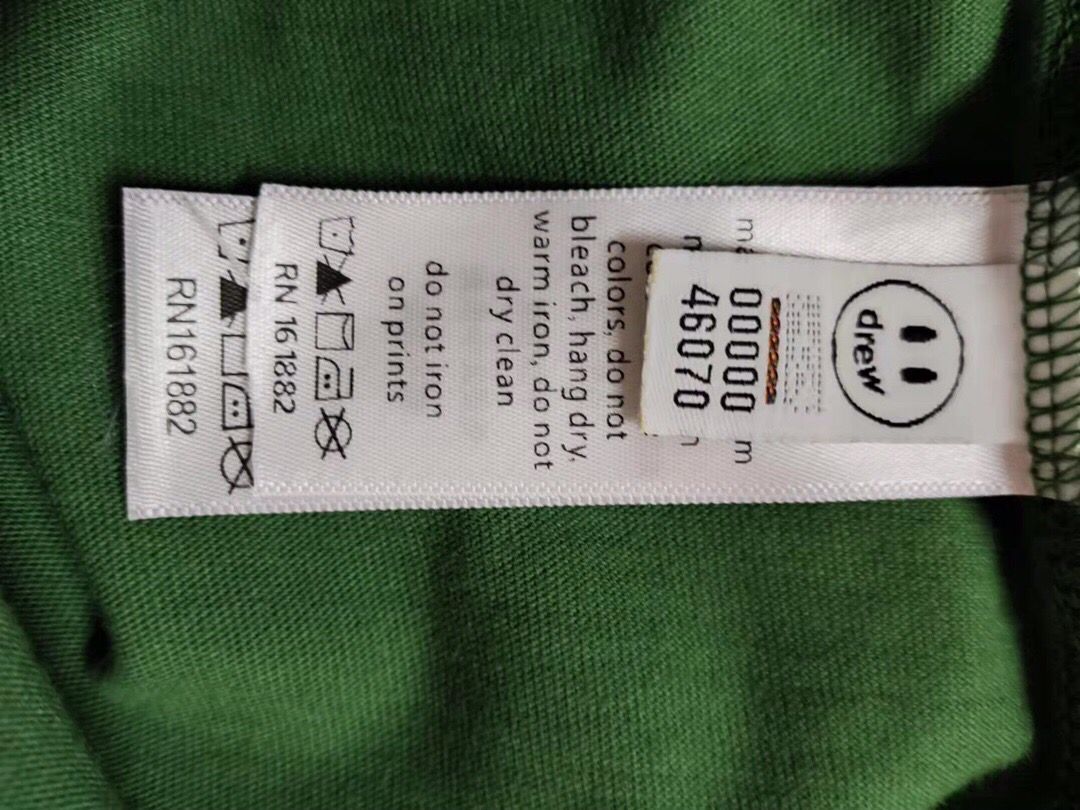 drew
00000
46070
colors, do not
bleach, hang dry,
warm iron, do not
dry clean
do not iron
on prints
RN 161882
RN161882